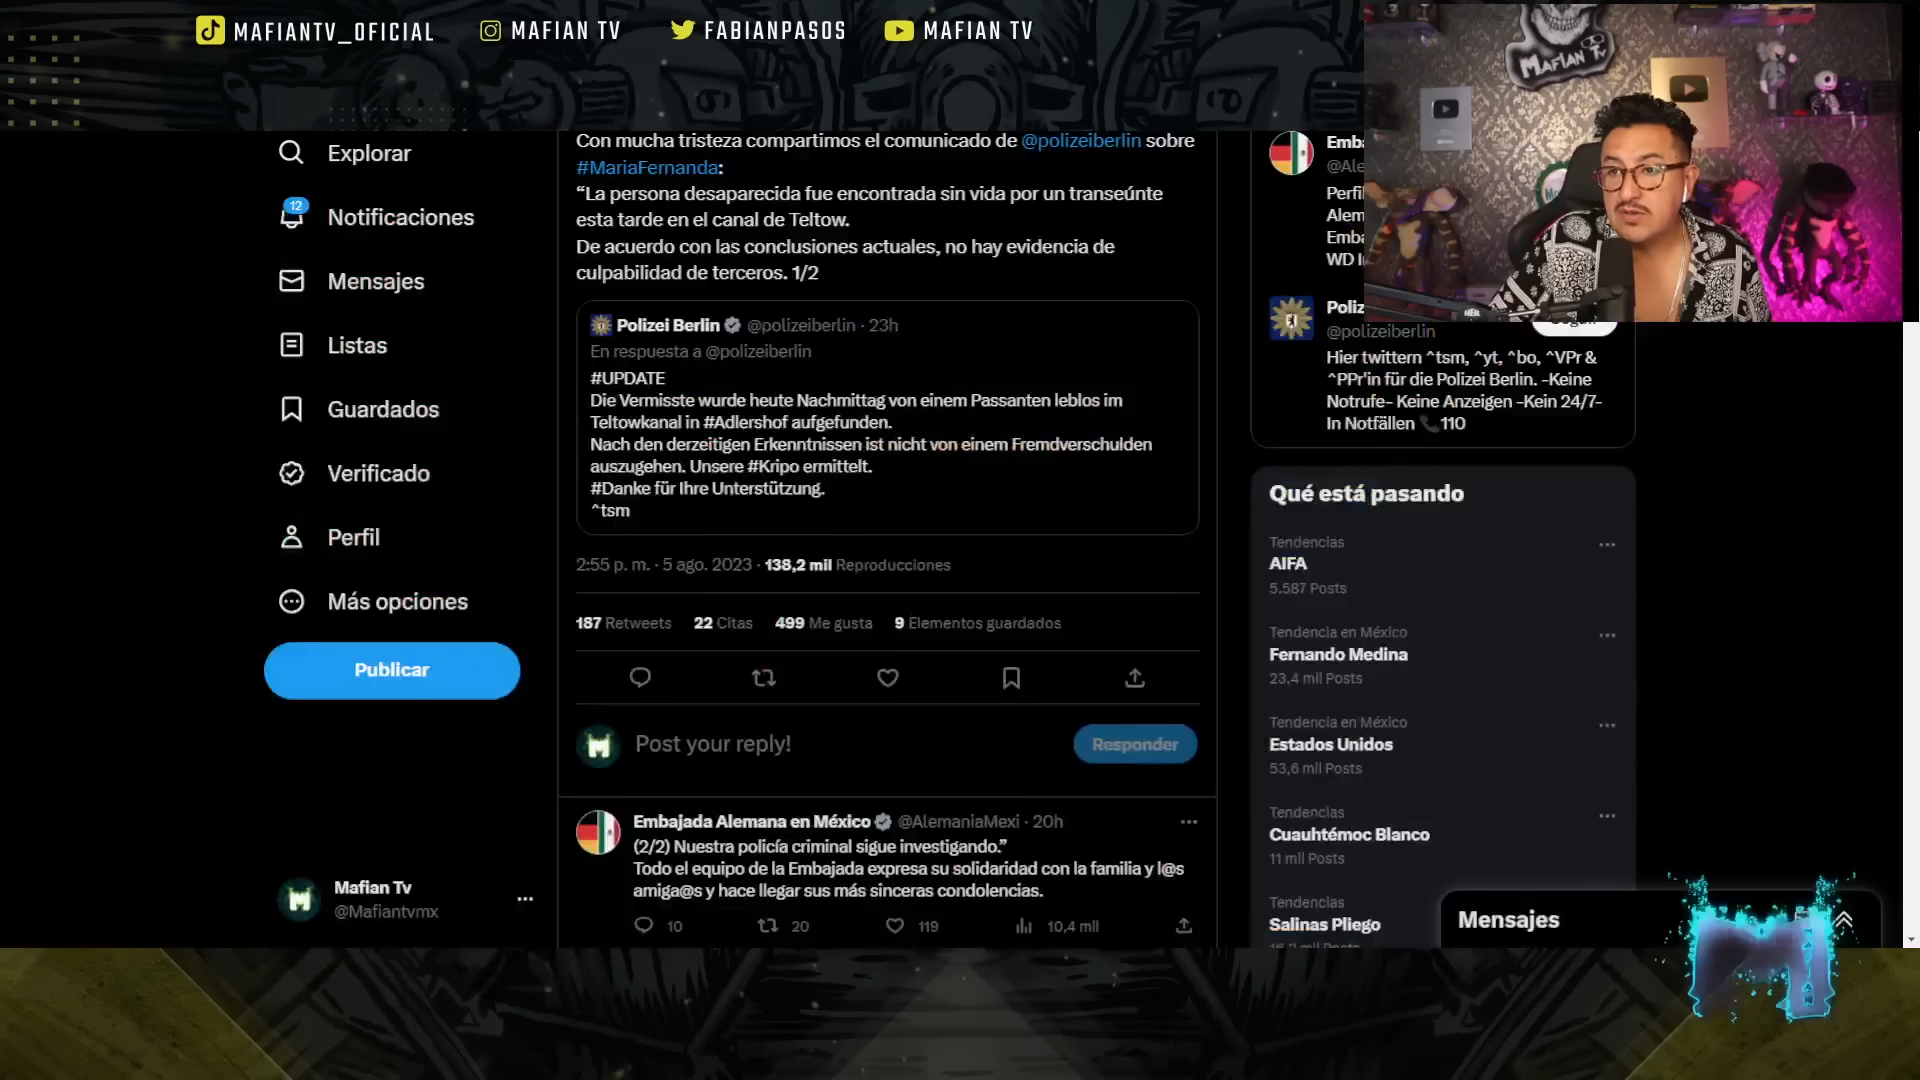 MAFIANTV_OFICIAL
MAFIAN TV
FABIANPASOS
MAFIAN TV
MAFIAN TV
Explorar
12
Notificaciones
Mensajes
Listas
Guardados
Verificado
Perfil
Más opciones
Publicar
Mafian Tv
@Mafiantvmx
Con mucha tristeza compartimos el comunicado de @polizeiberlin sobre
#MariaFernanda:
“La persona desaparecida fue encontrada sin vida por un transeúnte
esta tarde en el canal de Teltow.
De acuerdo con las conclusiones actuales, no hay evidencia de
culpabilidad de terceros. 1/2
Polizei Berlin @polizeiberlin · 23h
En respuesta a @polizeiberlin
#UPDATE
Die Vermisste wurde heute Nachmittag von einem Passanten leblos im
Teltowkanal in #Adlershof aufgefunden.
Nach den derzeitigen Erkenntnissen ist nicht von einem Fremdverschulden
auszugehen. Unsere #Kripo ermittelt.
#Danke für Ihre Unterstützung.
^tsm
2:55 p. m. · 5 ago. 2023 · 138,2 mil Reproducciones
187 Retweets 22 Citas 499 Me gusta 9 Elementos guardados
Post your reply!
Responder
Embajada Alemana en México @AlemaniaMexi · 20h
(2/2) Nuestra policía criminal sigue investigando.”
Todo el equipo de la Embajada expresa su solidaridad con la familia y l@s
amiga@s y hace llegar sus más sinceras condolencias.
10 20 119 10,4 mil
Emb
@Ale
Perfi
Alem
Emba
WD I
Poliz
@polizeiberlin
Hier twittern ^tsm, ^yt, ^bo, ^VPr &
^PPr'in für die Polizei Berlin. -Keine
Notrufe- Keine Anzeigen -Kein 24/7-
In Notfällen 📞110
Qué está pasando
Tendencias
AIFA
5.587 Posts
Tendencia en México
Fernando Medina
23,4 mil Posts
Tendencia en México
Estados Unidos
53,6 mil Posts
Tendencias
Cuauhtémoc Blanco
11 mil Posts
Tendencias
Salinas Pliego
Mensajes